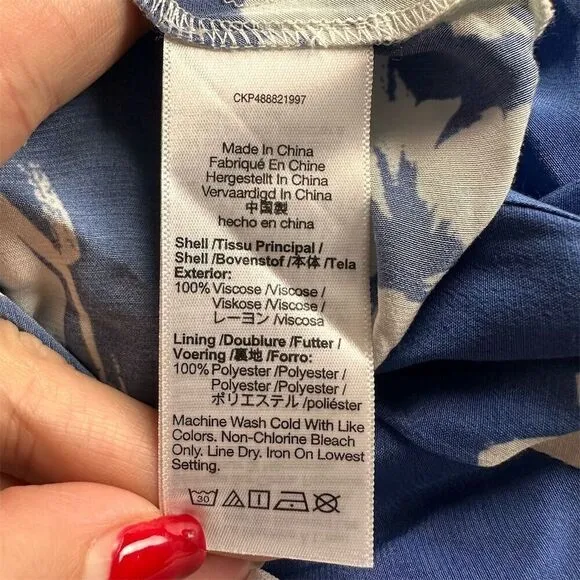 CKP488821997
Made In China
Fabriqué En Chine
Hergestellt In China
Vervaardigd In China
中国製
hecho en china
Shell /Tissu Principal /
Shell /Bovenstof /本体 /Tela
Exterior:
100% Viscose /Viscose /
Viskose /Viscose /
レーヨン /Viscosa
Lining /Doublure /Futter /
Voering /裏地 /Forro:
100% Polyester /Polyester /
Polyester /Polyester /
ポリエステル /poliéster
Machine Wash Cold With Like
Colors. Non-Chlorine Bleach
Only. Line Dry. Iron On Lowest
Setting.
30